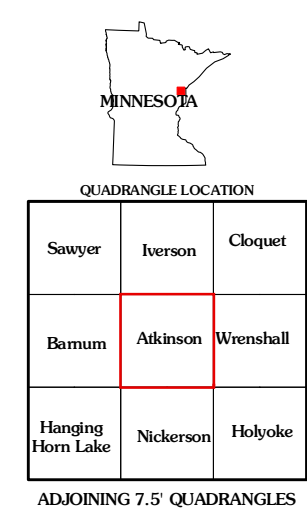 MINNESOTA
QUADRANGLE LOCATION
Sawyer Iverson Cloquet
Barnum Atkinson Wrenshall
Hanging
Horn Lake Nickerson Holyoke
ADJOINING 7.5' QUADRANGLES